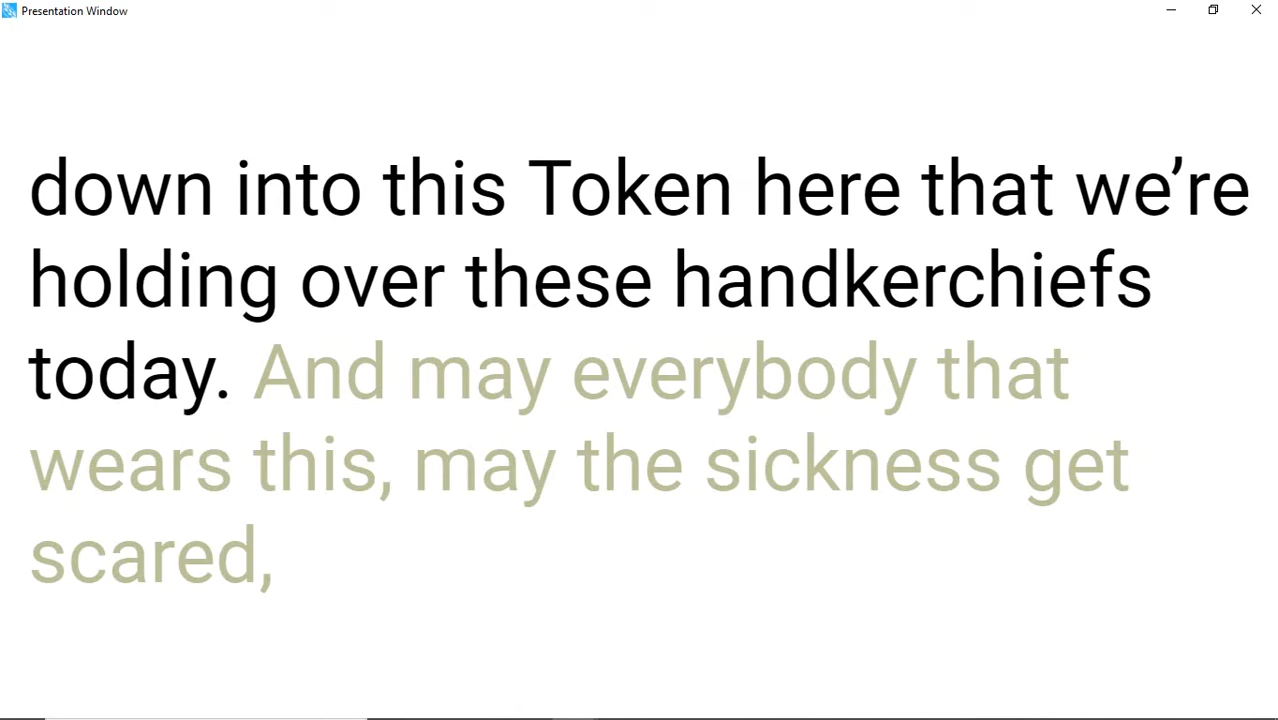 Presentation Window
down into this Token here that we’re
holding over these handkerchiefs
today. And may everybody that
wears this, may the sickness get
scared,